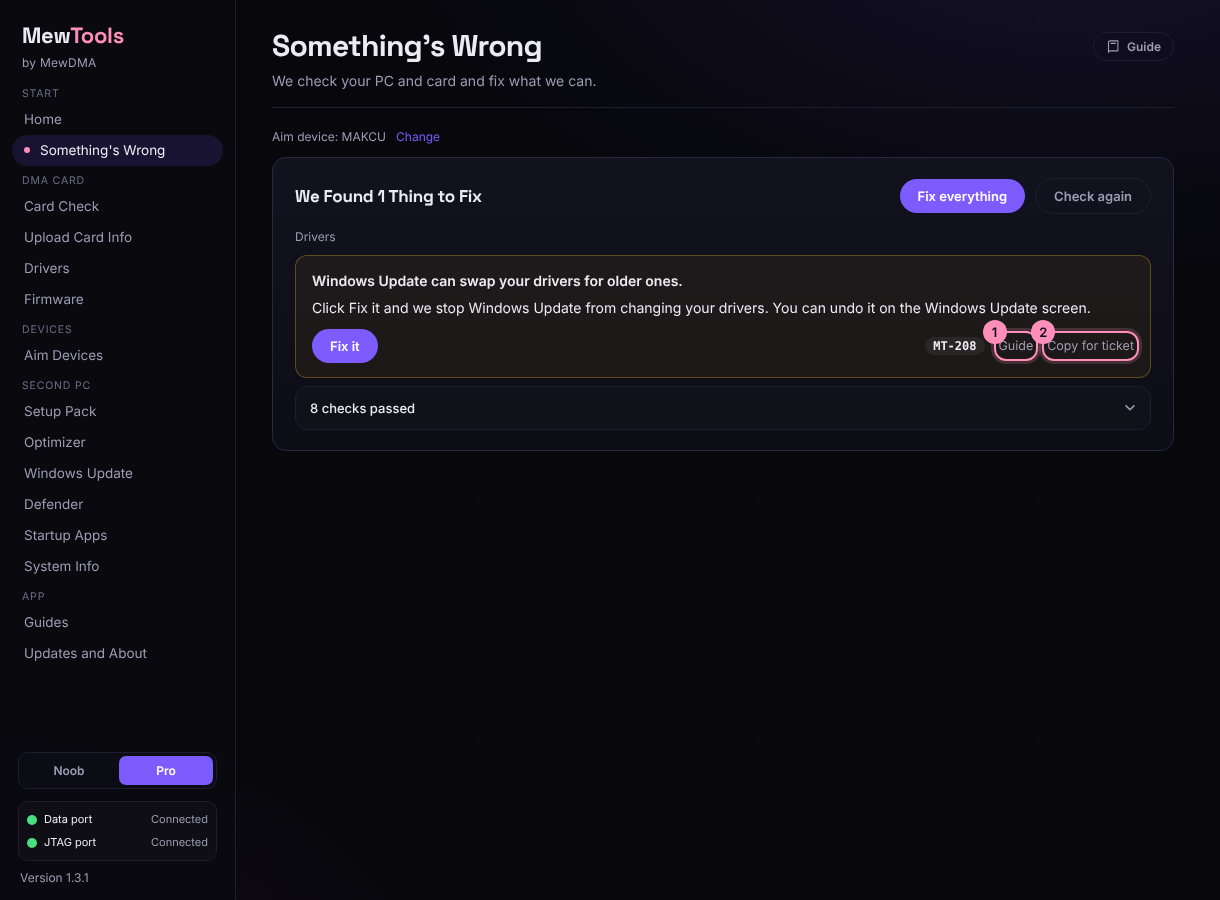 MewTools
by MewDMA
START
Home
Something's Wrong
DMA CARD
Card Check
Upload Card Info
Drivers
Firmware
DEVICES
Aim Devices
SECOND PC
Setup Pack
Optimizer
Windows Update
Defender
Startup Apps
System Info
APP
Guides
Updates and About
Noob Pro
Data port Connected
JTAG port Connected
Version 1.3.1
Something's Wrong
Guide
We check your PC and card and fix what we can.
Aim device: MAKCU Change
We Found 1 Thing to Fix
Fix everything Check again
Drivers
Windows Update can swap your drivers for older ones.
Click Fix it and we stop Windows Update from changing your drivers. You can undo it on the Windows Update screen.
1 2
Fix it MT-208 Guide Copy for ticket
8 checks passed